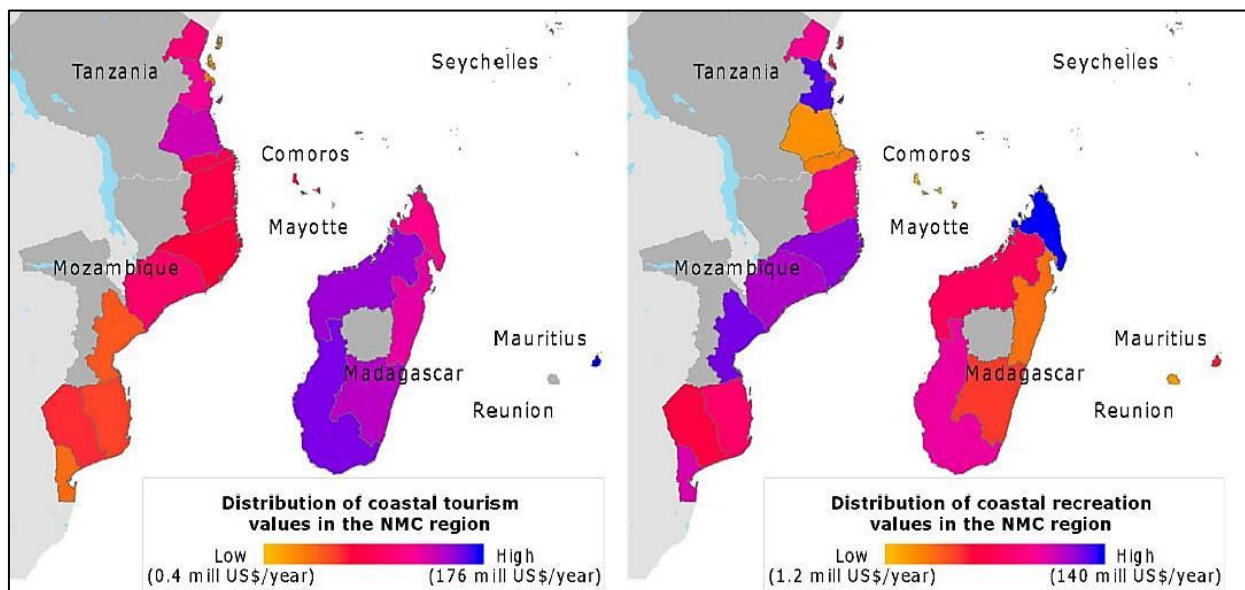 Tanzania
Seychelles
Comoros
Mayotte
Mozambique
Mauritius
Madagascar
Reunion
Distribution of coastal tourism
values in the NMC region
Low
High
(0.4 mill US$/year)
(176 mill US$/year)
Tanzania
Seychelles
Comoros
Mayotte
Mozambique
Mauritius
Madagascar
Reunion
Distribution of coastal recreation
values in the NMC region
Low
High
(1.2 mill US$/year)
(140 mill US$/year)